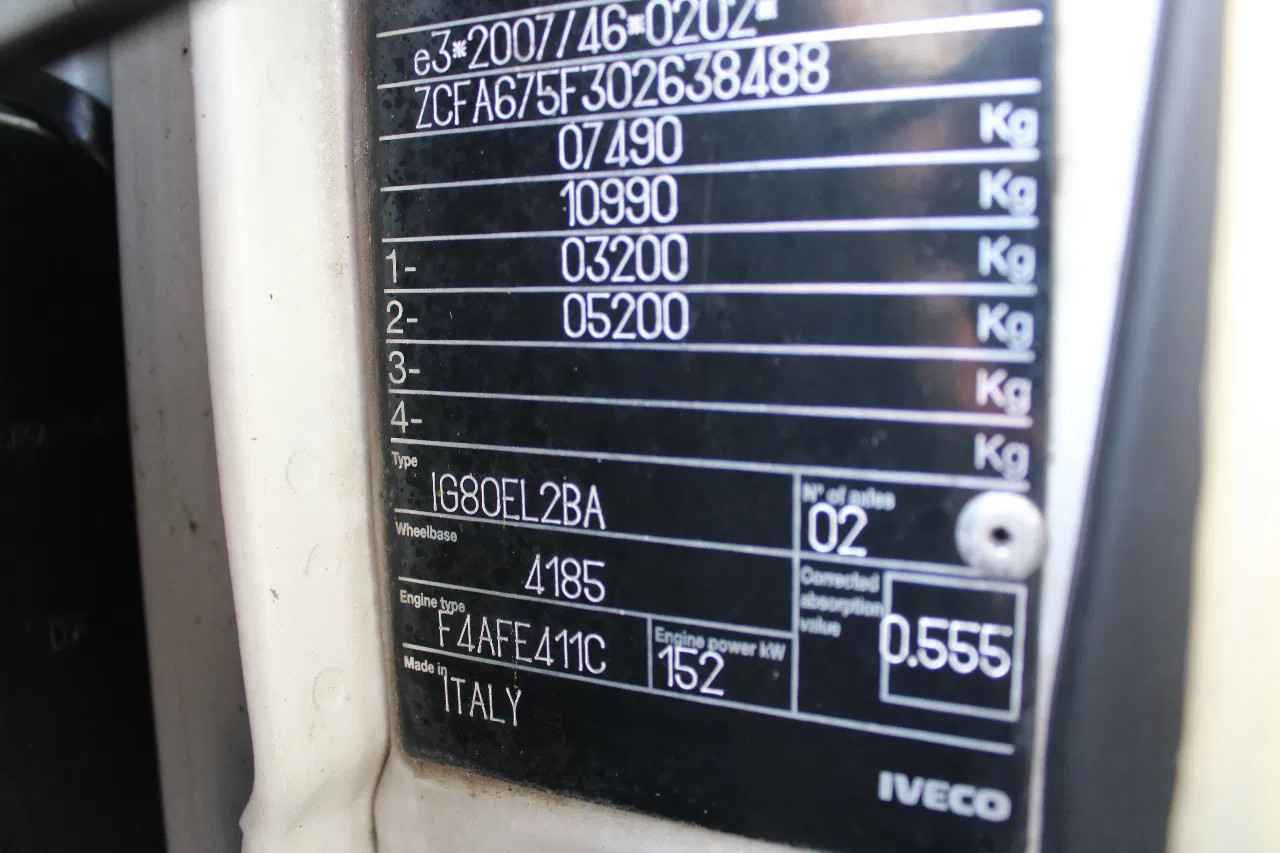 e3*2007/46*0202*
ZCFA675F302638488
07490 Kg
10990 Kg
1- 03200 Kg
2- 05200 Kg
3- Kg
4- Kg
Type
IG80EL2BA
N° of axles
02
Wheelbase
4185
Corrected
absorption
value
0.555
Engine type
F4AFE411C
Engine power kW
152
Made in
ITALY
IVECO